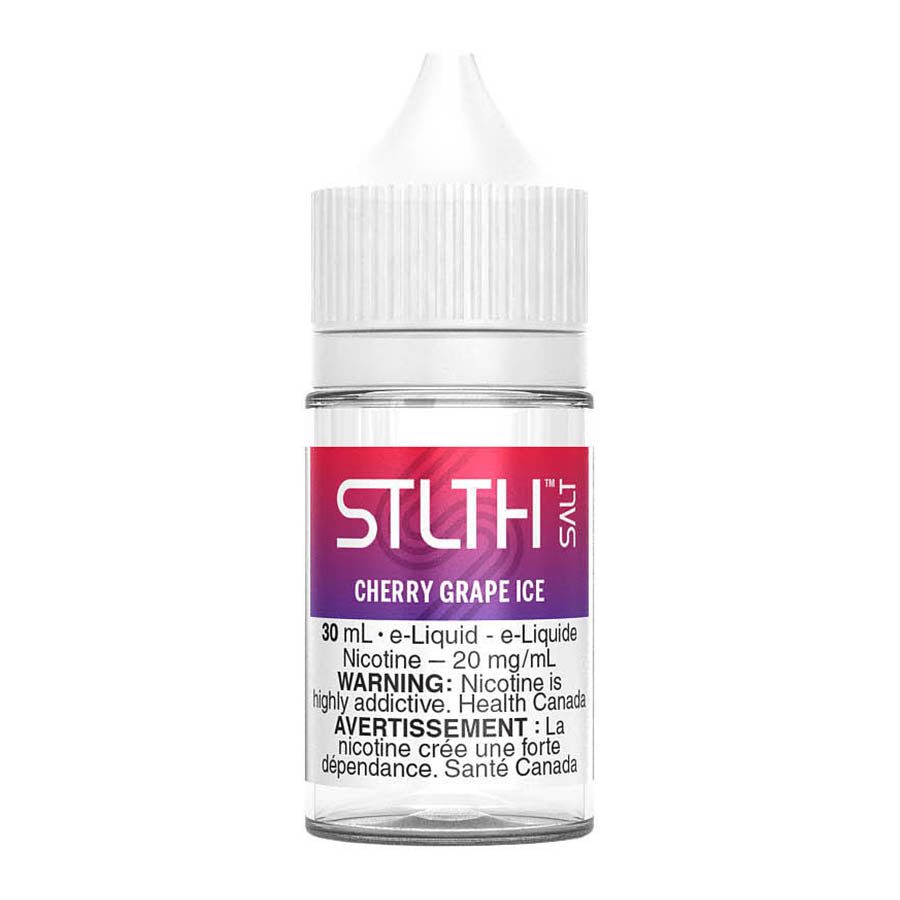 STLTH™ SALT
CHERRY GRAPE ICE
30 mL • e-Liquid - e-Liquide
Nicotine — 20 mg/mL
WARNING: Nicotine is
highly addictive. Health Canada
AVERTISSEMENT : La
nicotine crée une forte
dépendance. Santé Canada